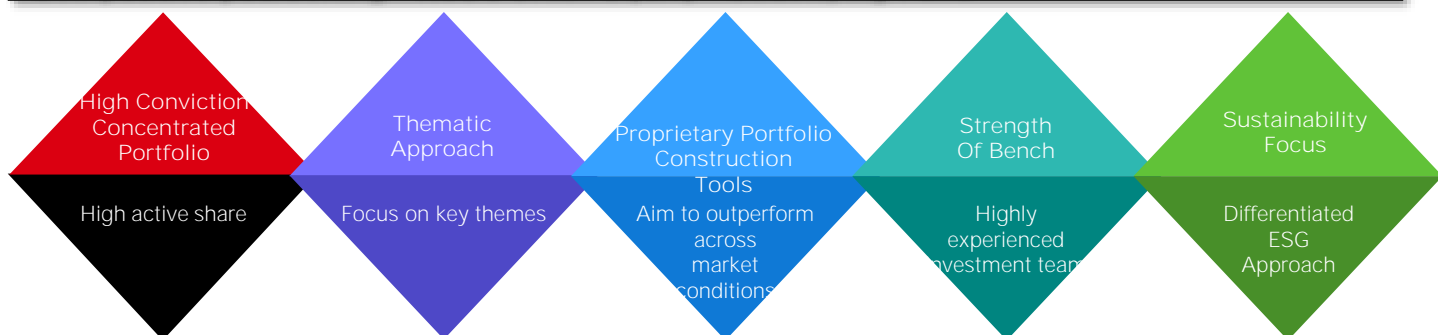 High Conviction
Concentrated
Portfolio
High active share
Thematic
Approach
Focus on key themes
Proprietary Portfolio
Construction
Tools
Aim to outperform
across
market
conditions
Strength
Of Bench
Highly
experienced
investment team
Sustainability
Focus
Differentiated
ESG
Approach